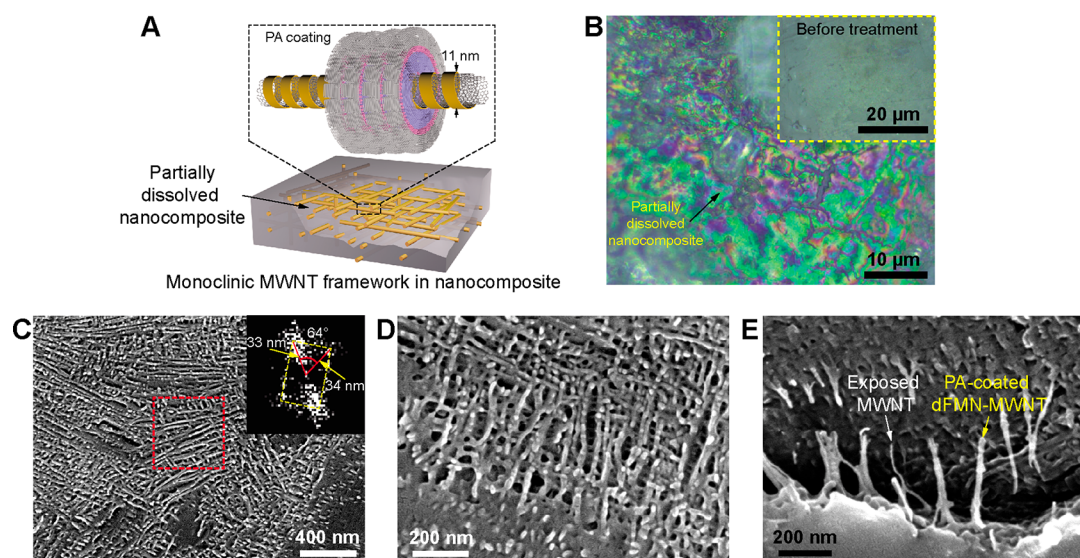 A
PA coating
11 nm
Partially
dissolved
nanocomposite
Monoclinic MWNT framework in nanocomposite
B
Before treatment
20 µm
Partially
dissolved
nanocomposite
10 µm
C
64°
33 nm
34 nm
400 nm
D
200 nm
E
Exposed
MWNT
PA-coated
dFMN-MWNT
200 nm